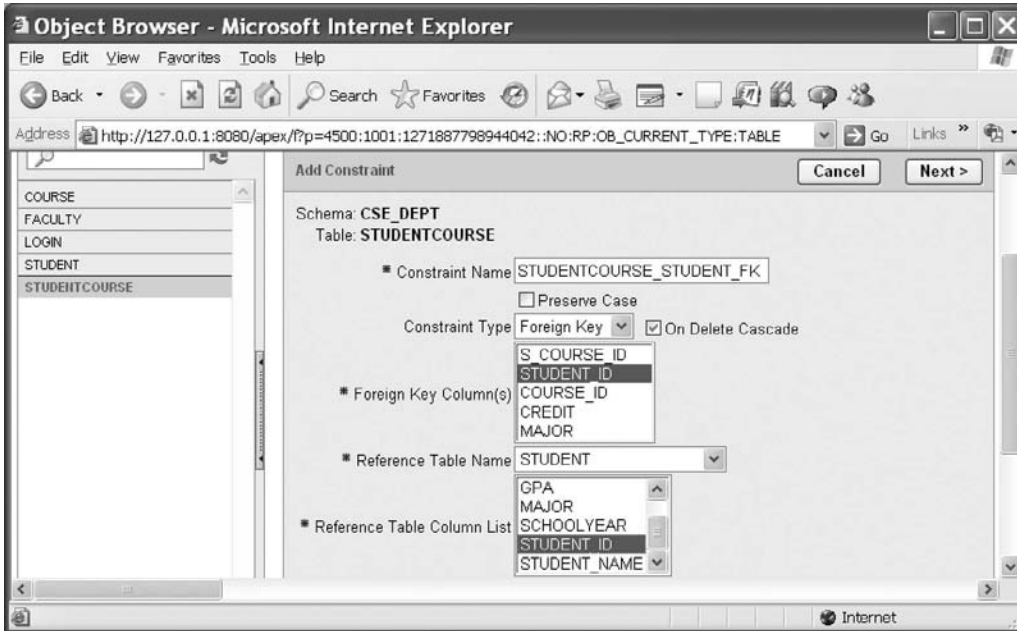 Object Browser - Microsoft Internet Explorer
File Edit View Favorites Tools Help
Back Search Favorites
Address http://127.0.0.1:8080/apex/f?p=4500:1001:1271887798944042::NO:RP:OB_CURRENT_TYPE:TABLE Go Links »
Add Constraint Cancel Next >
COURSE
FACULTY
LOGIN
STUDENT
STUDENTCOURSE
Schema: CSE_DEPT
Table: STUDENTCOURSE
* Constraint Name STUDENTCOURSE_STUDENT_FK
Preserve Case
Constraint Type Foreign Key On Delete Cascade
* Foreign Key Column(s)
S_COURSE_ID
STUDENT_ID
COURSE_ID
CREDIT
MAJOR
* Reference Table Name STUDENT
* Reference Table Column List
GPA
MAJOR
SCHOOLYEAR
STUDENT_ID
STUDENT_NAME
Internet